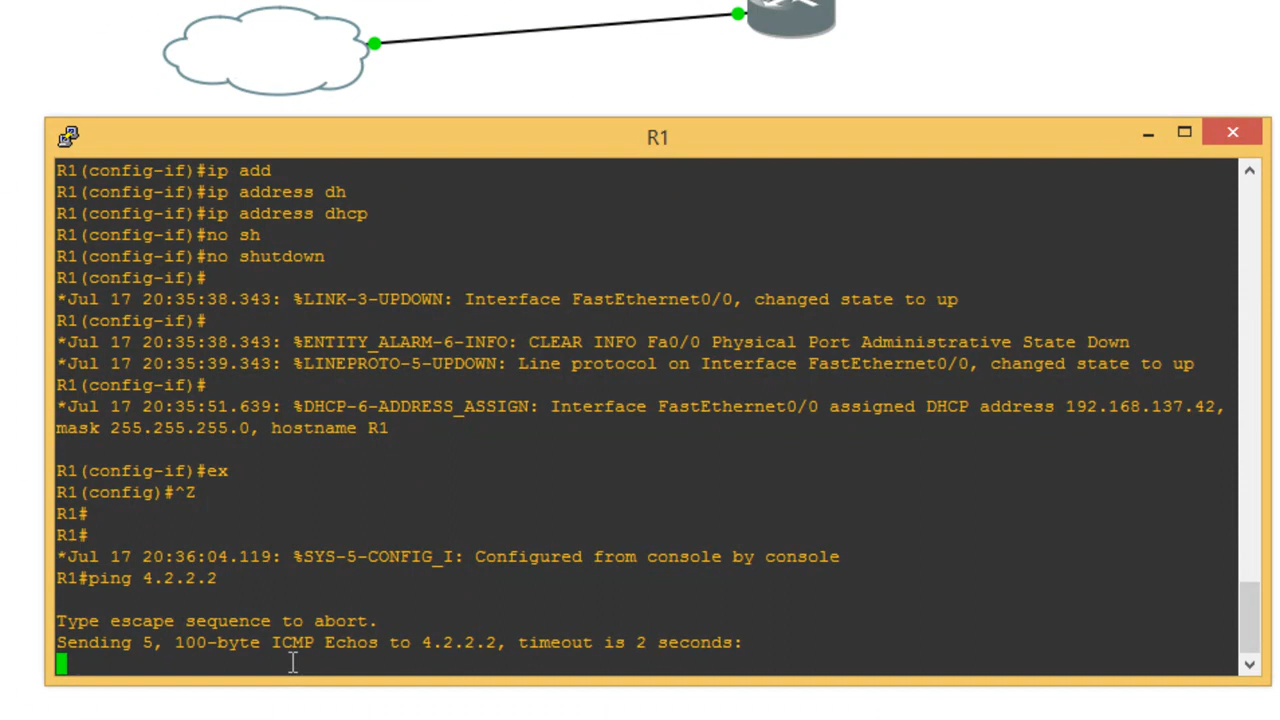 R1
R1(config-if)#ip add
R1(config-if)#ip address dh
R1(config-if)#ip address dhcp
R1(config-if)#no sh
R1(config-if)#no shutdown
R1(config-if)#
*Jul 17 20:35:38.343: %LINK-3-UPDOWN: Interface FastEthernet0/0, changed state to up
R1(config-if)#
*Jul 17 20:35:38.343: %ENTITY_ALARM-6-INFO: CLEAR INFO Fa0/0 Physical Port Administrative State Down
*Jul 17 20:35:39.343: %LINEPROTO-5-UPDOWN: Line protocol on Interface FastEthernet0/0, changed state to up
R1(config-if)#
*Jul 17 20:35:51.639: %DHCP-6-ADDRESS_ASSIGN: Interface FastEthernet0/0 assigned DHCP address 192.168.137.42,
mask 255.255.255.0, hostname R1
R1(config-if)#ex
R1(config)#^Z
R1#
R1#
*Jul 17 20:36:04.119: %SYS-5-CONFIG_I: Configured from console by console
R1#ping 4.2.2.2
Type escape sequence to abort.
Sending 5, 100-byte ICMP Echos to 4.2.2.2, timeout is 2 seconds: